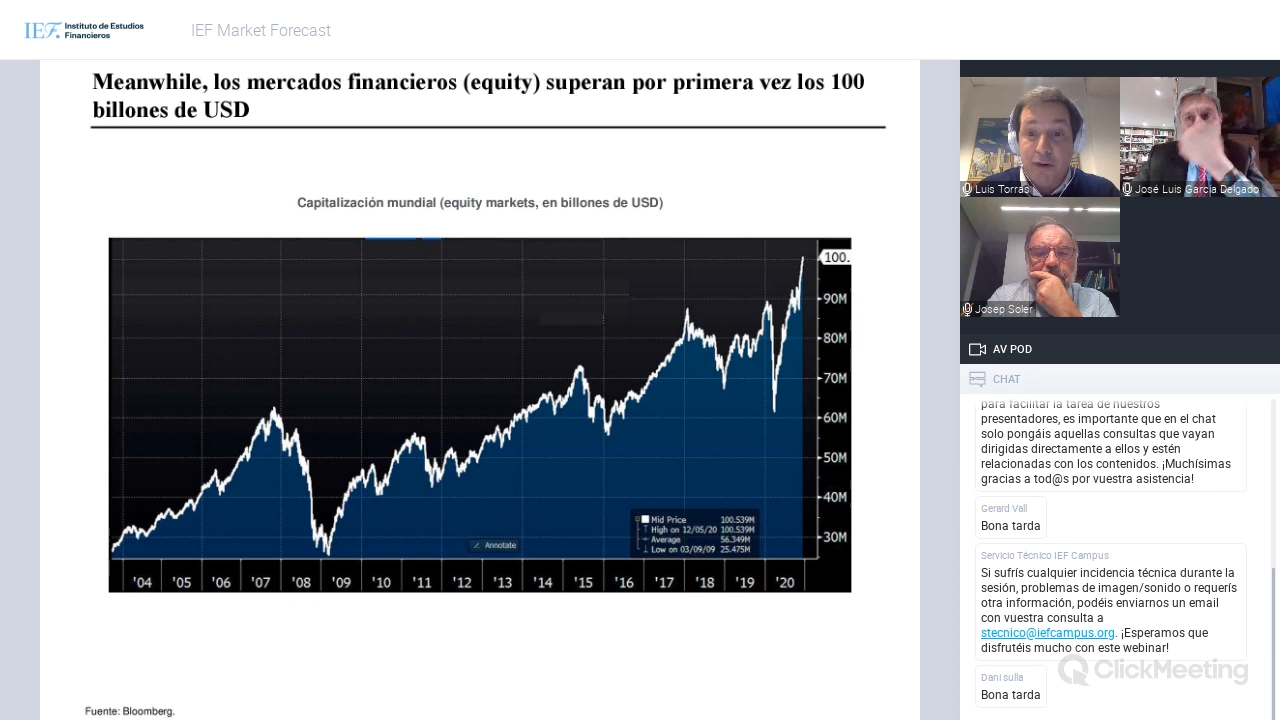 IEF. Instituto de Estudios
Financieros
IEF Market Forecast
Meanwhile, los mercados financieros (equity) superan por primera vez los 100
billones de USD
Capitalización mundial (equity markets, en billones de USD)
100.
90M
80M
70M
60M
50M
40M
30M
Mid Price 100.539M
High on 12/05/20 100.539M
Average 56.349M
Low on 03/09/09 25.475M
Annotate
'04 '05 '06 '07 '08 '09 '10 '11 '12 '13 '14 '15 '16 '17 '18 '19 '20
Fuente: Bloomberg.
Luis Torras
José Luis García Delgado
Josep Soler
AV POD
CHAT
para facilitar la tarea de nuestros
presentadores, es importante que en el chat
solo pongáis aquellas consultas que vayan
dirigidas directamente a ellos y estén
relacionadas con los contenidos. ¡Muchísimas
gracias a tod@s por vuestra asistencia!
Gerard Vall
Bona tarda
Servicio Técnico IEF Campus
Si sufrís cualquier incidencia técnica durante la
sesión, problemas de imagen/sonido o requerís
otra información, podéis enviarnos un email
con vuestra consulta a
stecnico@iefcampus.org. ¡Esperamos que
disfrutéis mucho con este webinar!
ClickMeeting
Dani sulla
Bona tarda